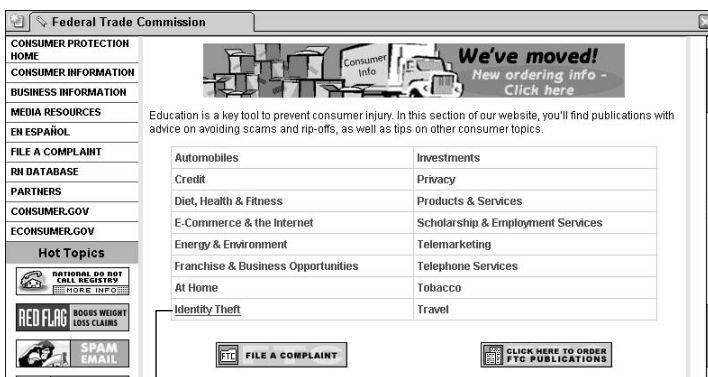 Federal Trade Commission
CONSUMER PROTECTION
HOME
CONSUMER INFORMATION
BUSINESS INFORMATION
MEDIA RESOURCES
EN ESPAÑOL
FILE A COMPLAINT
RN DATABASE
PARTNERS
CONSUMER.GOV
ECONSUMER.GOV
Hot Topics
NATIONAL DO NOT
CALL REGISTRY
MORE INFO
RED FLAG
BOGUS WEIGHT
LOSS CLAIMS
SPAM
EMAIL
Consumer
Info
We've moved!
New ordering info -
Click here
Education is a key tool to prevent consumer injury. In this section of our website, you'll find publications with
advice on avoiding scams and rip-offs, as well as tips on other consumer topics.
Automobiles
Investments
Credit
Privacy
Diet, Health & Fitness
Products & Services
E-Commerce & the Internet
Scholarship & Employment Services
Energy & Environment
Telemarketing
Franchise & Business Opportunities
Telephone Services
At Home
Tobacco
Identity Theft
Travel
FTC
FILE A COMPLAINT
CLICK HERE TO ORDER
FTC PUBLICATIONS